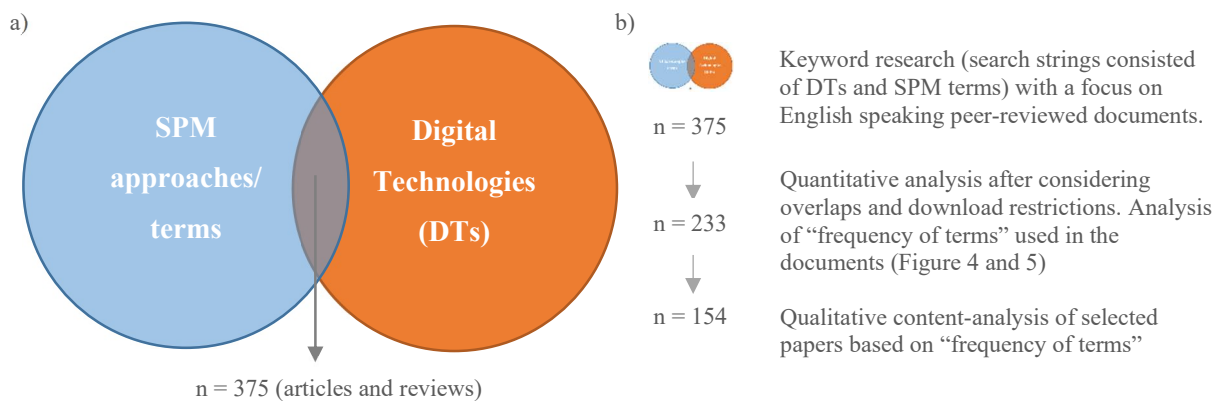 a)
SPM
approaches/
terms
Digital
Technologies
(DTs)
n = 375 (articles and reviews)
b)
Keyword research (search strings consisted
of DTs and SPM terms) with a focus on
English speaking peer-reviewed documents.
n = 375
Quantitative analysis after considering
overlaps and download restrictions. Analysis
of “frequency of terms” used in the
documents (Figure 4 and 5)
n = 233
n = 154
Qualitative content-analysis of selected
papers based on “frequency of terms”